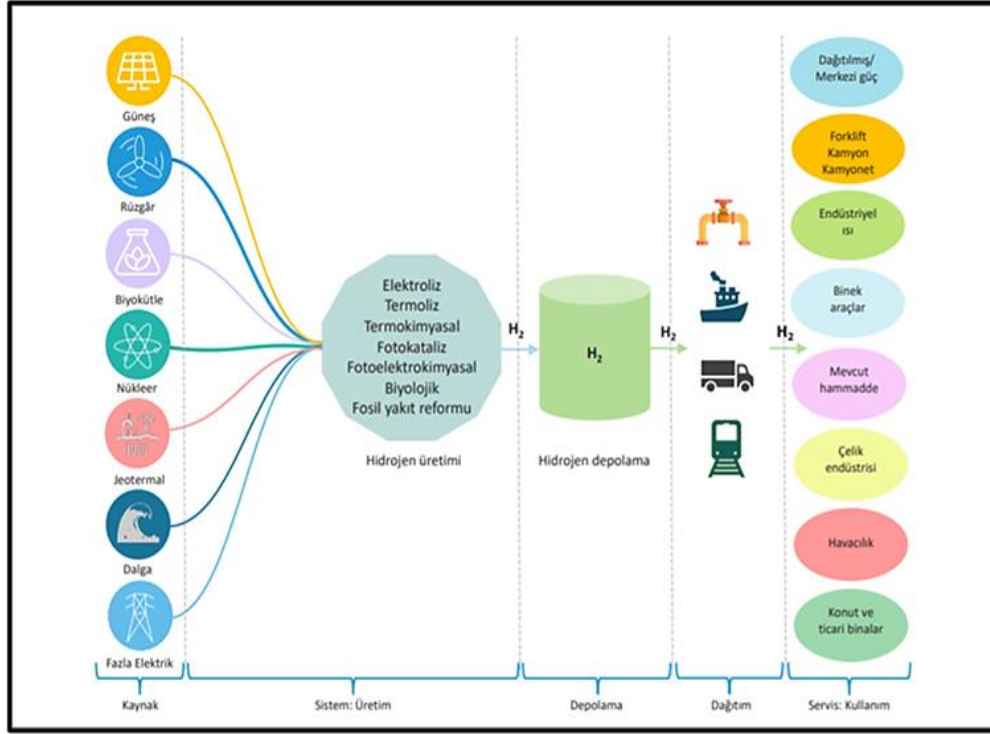 Güneş
Rüzgâr
Biyokütle
Nükleer
Jeotermal
Dalga
Fazla Elektrik
Elektroliz
Termoliz
Termokimyasal
Fotokataliz
Fotoelektrokimyasal
Biyolojik
Fosil yakıt reformu
Hidrojen üretimi
H₂
H₂
Hidrojen depolama
H₂
H₂
Dağıtılmış/
Merkezi güç
Forklift
Kamyon
Kamyonet
Endüstriyel
ısı
Binek
araçlar
Mevcut
hammadde
Çelik
endüstrisi
Havacılık
Konut ve
ticari binalar
Kaynak
Sistem: Üretim
Depolama
Dağıtım
Servis: Kullanım